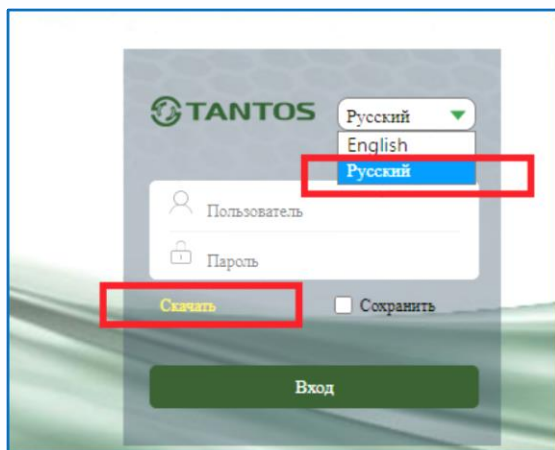 TANTOS
Русский
English
Русский
Пользователь
Пароль
Скачать
Сохранить
Вход